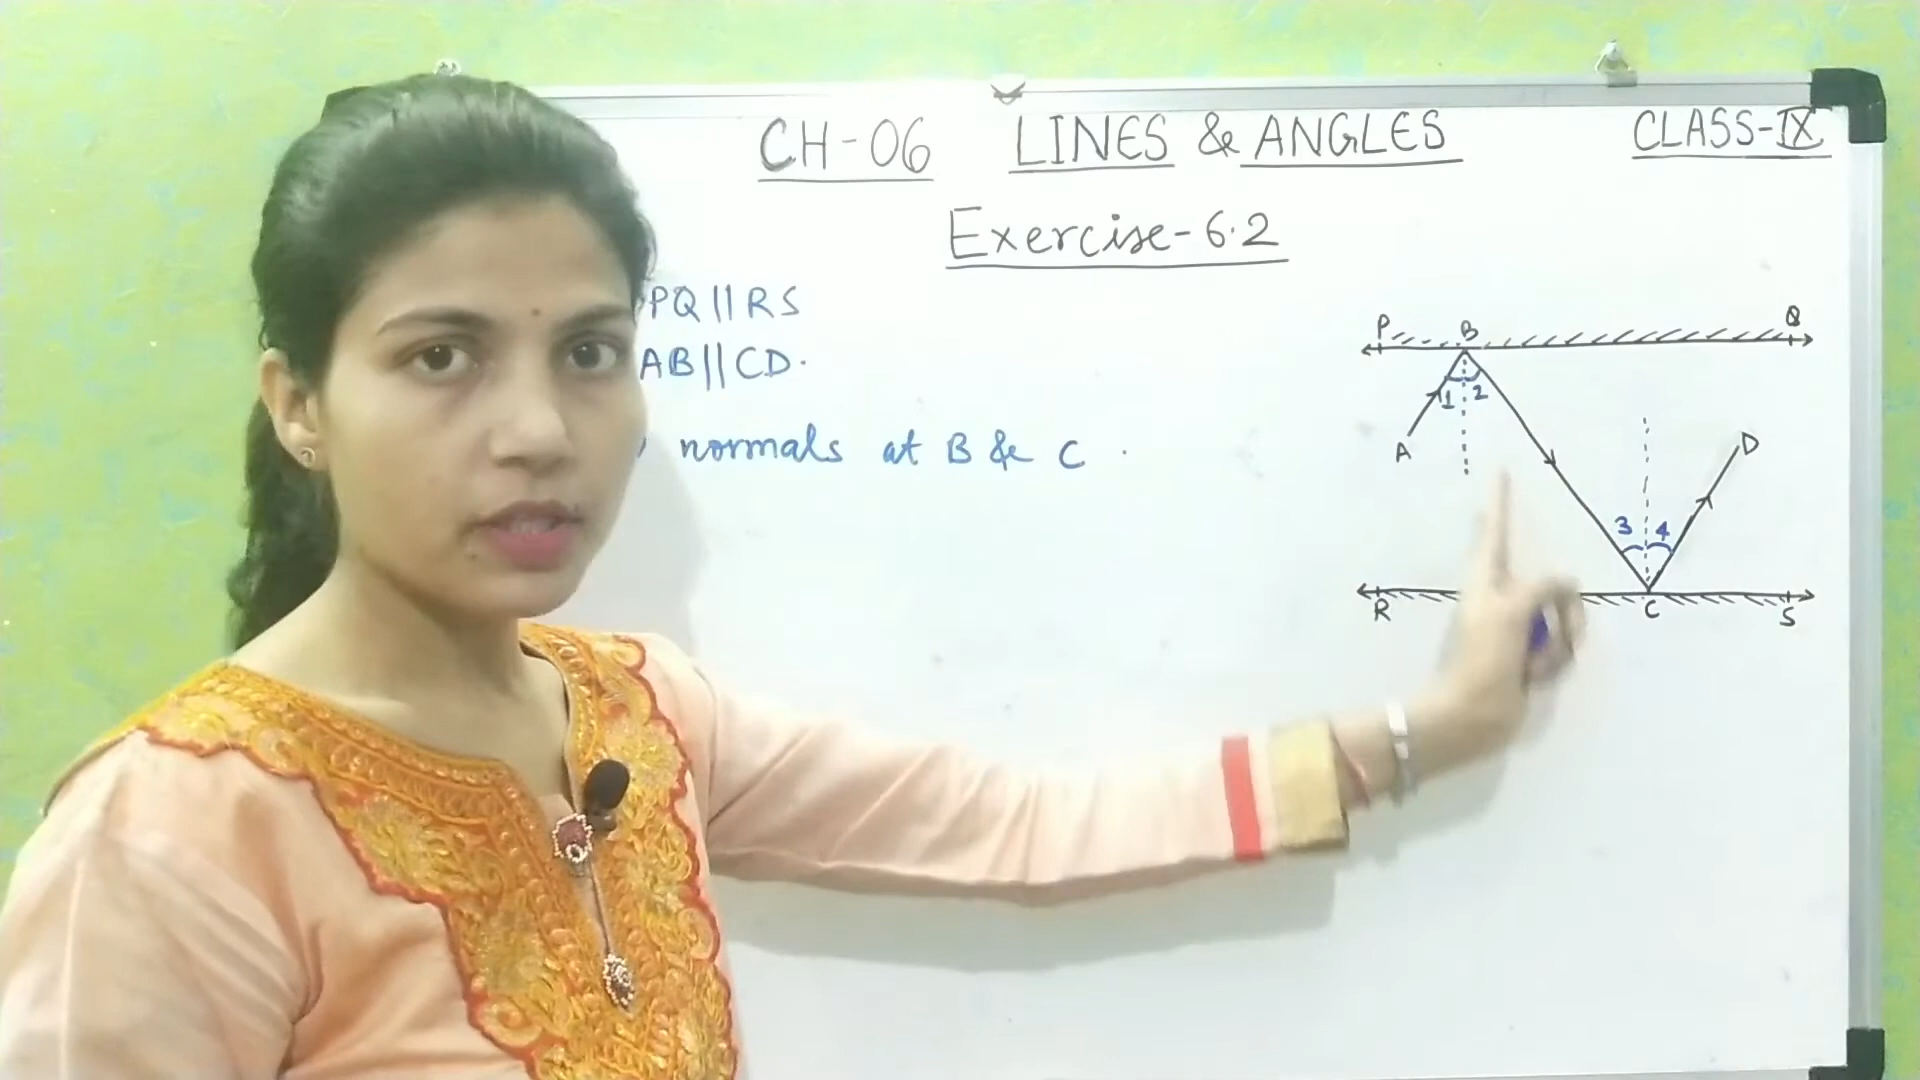 CH-06 LINES & ANGLES CLASS-IX
Exercise-6.2
PQ||RS
AB||CD.
normals at B & C .
P B Q
1 2
A D
3 4
R C S